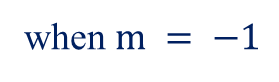 when m = −1